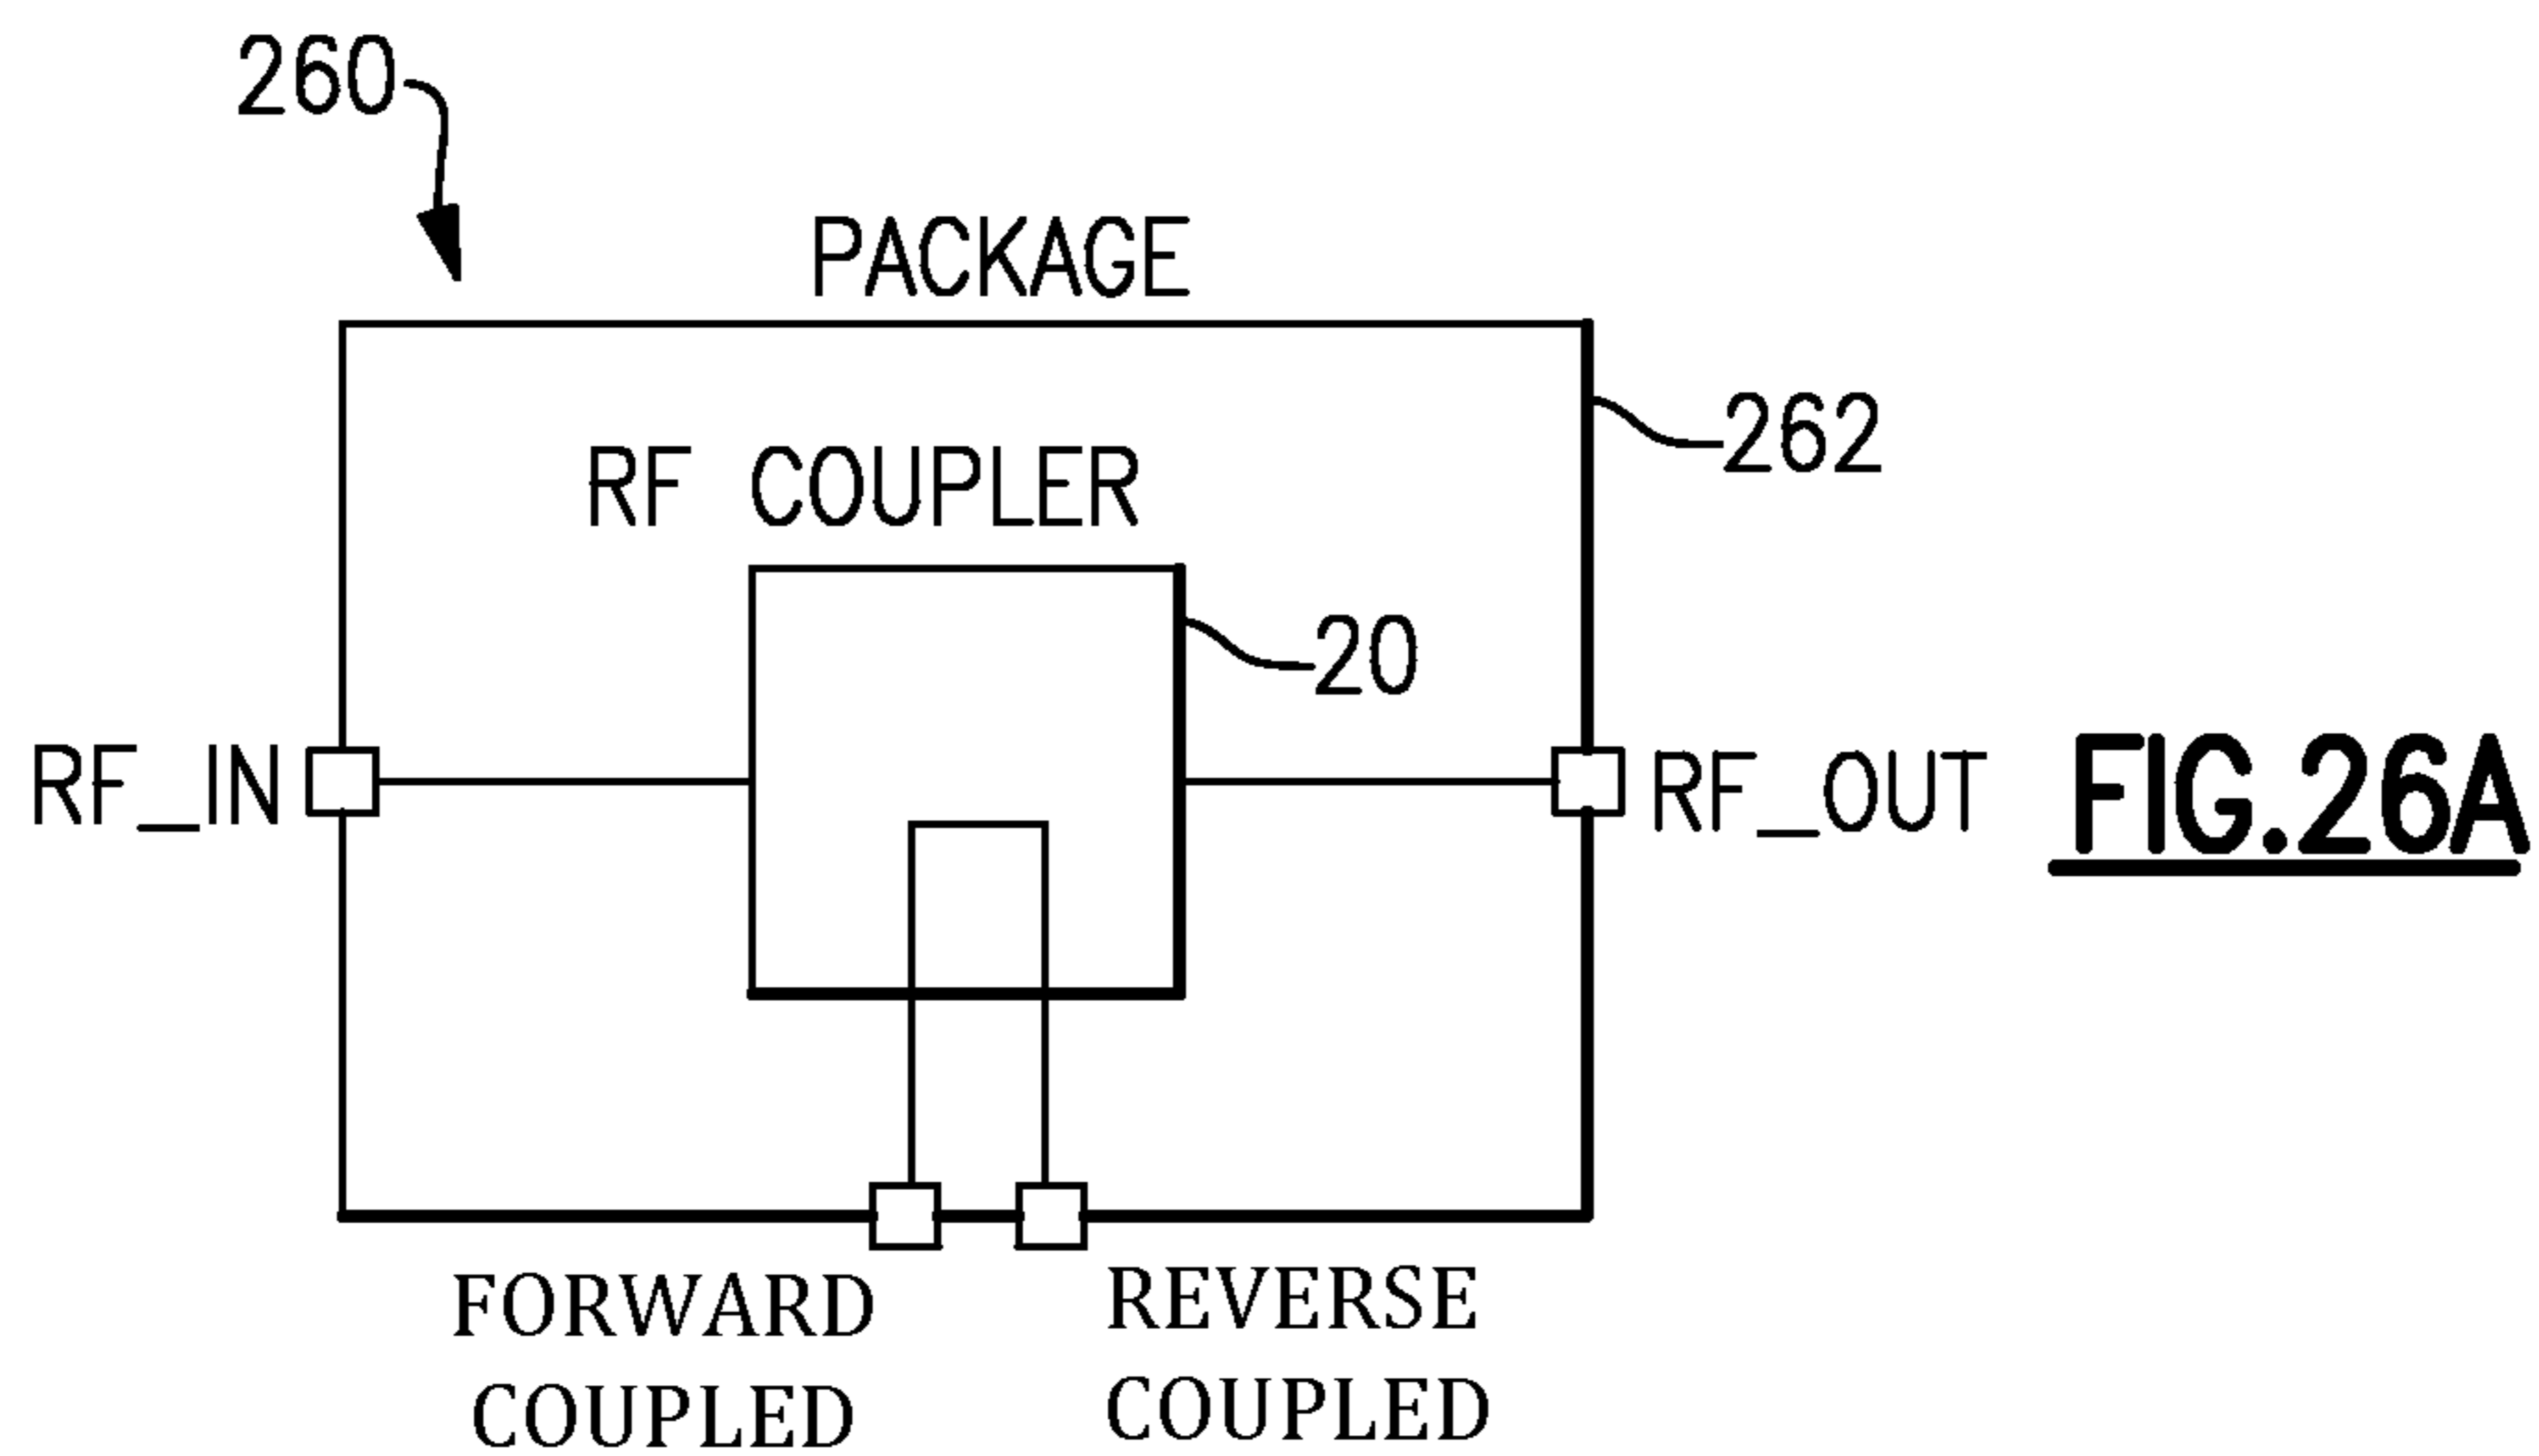 260
PACKAGE
262
RF COUPLER
20
RF_IN
RF_OUT
FIG.26A
FORWARD
COUPLED
REVERSE
COUPLED